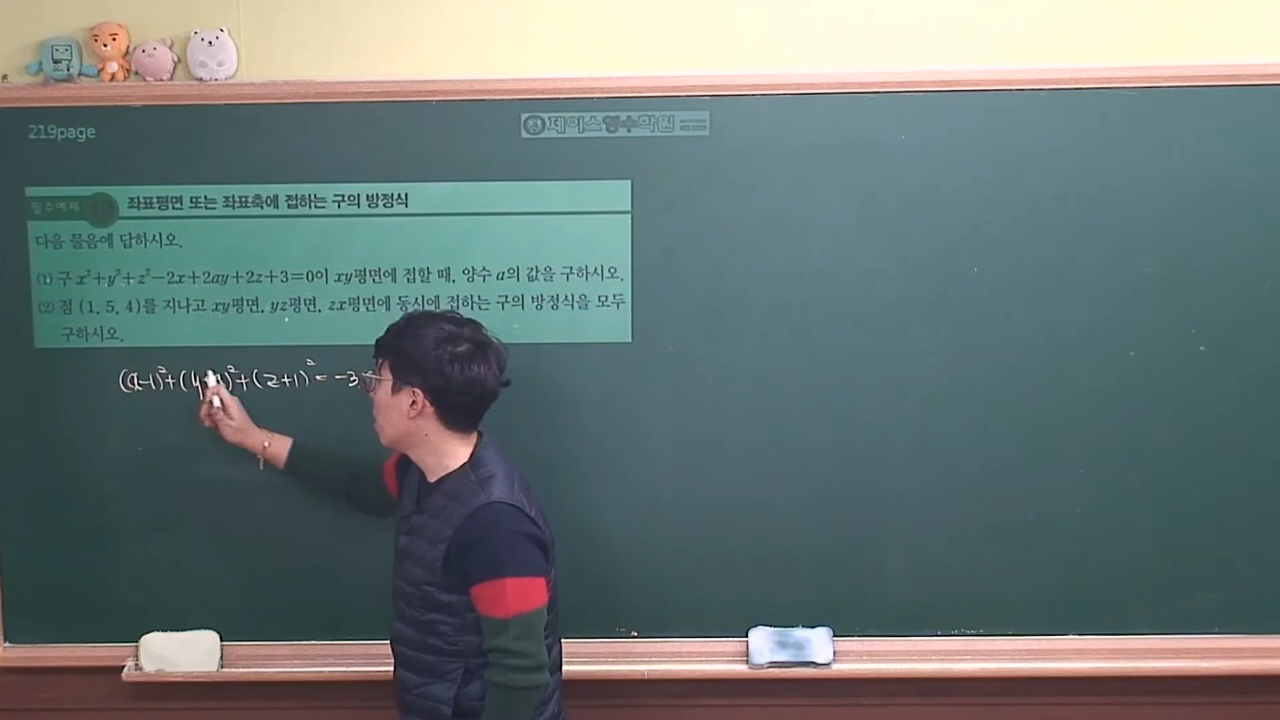 219page
제이스영수학원
필수예제
좌표평면 또는 좌표축에 접하는 구의 방정식
다음 물음에 답하시오.
(1) 구 x²+y²+z²-2x+2ay+2z+3=0이 xy평면에 접할 때, 양수 a의 값을 구하시오.
(2) 점 (1, 5, 4)를 지나고 xy평면, yz평면, zx평면에 동시에 접하는 구의 방정식을 모두
구하시오.
+(z+1)²=-3